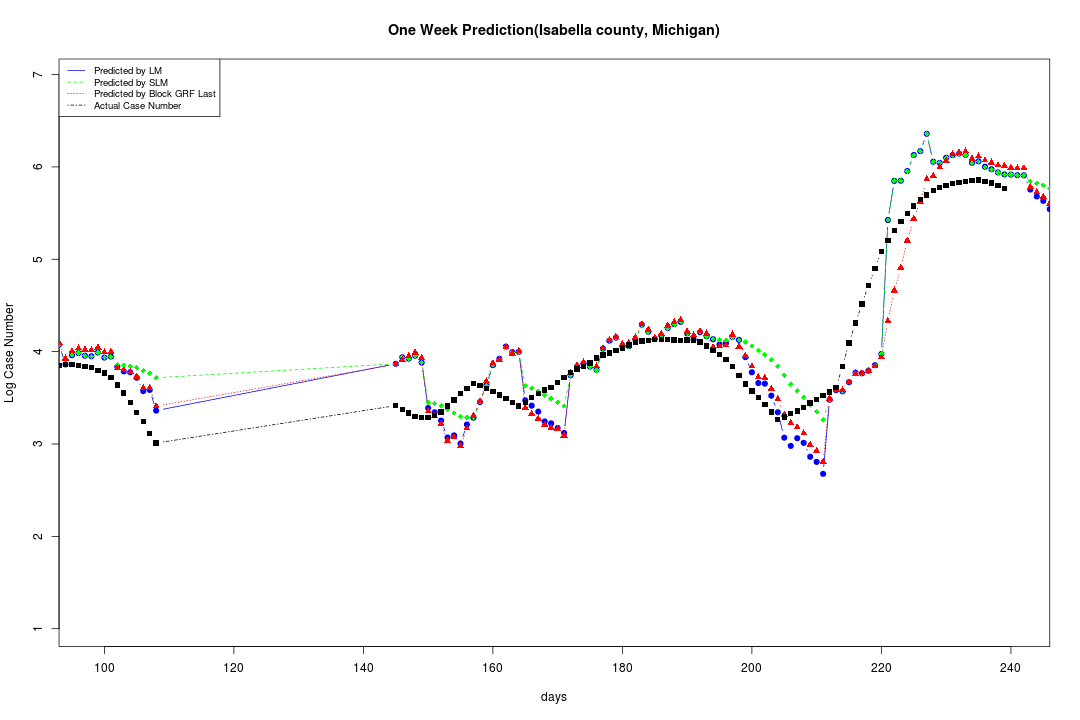 One Week Prediction(Isabella county, Michigan)
Predicted by LM
Predicted by SLM
Predicted by Block GRF Last
Actual Case Number
7
6
5
4
3
2
1
Log Case Number
100 120 140 160 180 200 220 240
days